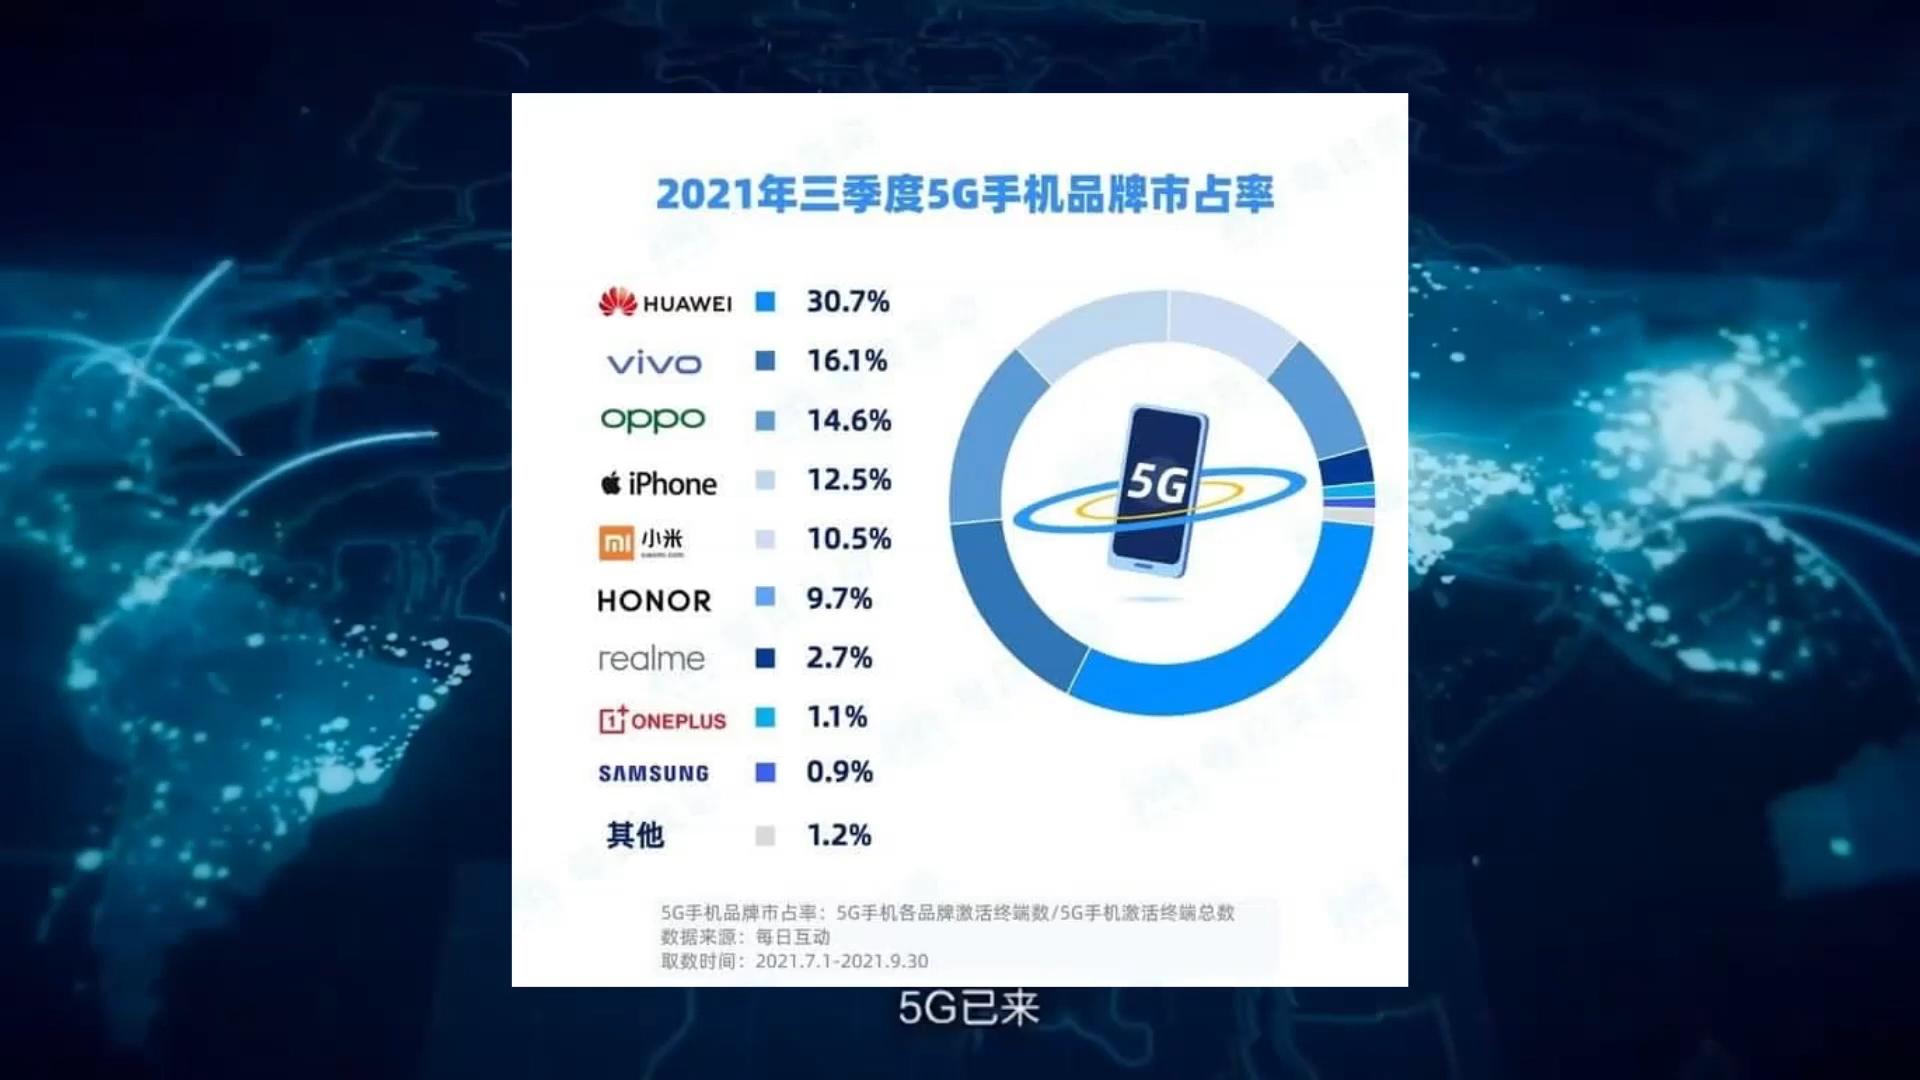 2021年三季度5G手机品牌市占率
HUAWEI 30.7%
vivo 16.1%
oppo 14.6%
iPhone 12.5%
mi 小米 10.5%
HONOR 9.7%
realme 2.7%
1+ ONEPLUS 1.1%
SAMSUNG 0.9%
其他 1.2%
5G
5G手机品牌市占率：5G手机各品牌激活终端数/5G手机激活终端总数
数据来源：每日互动
取数时间：2021.7.1-2021.9.30
5G已来